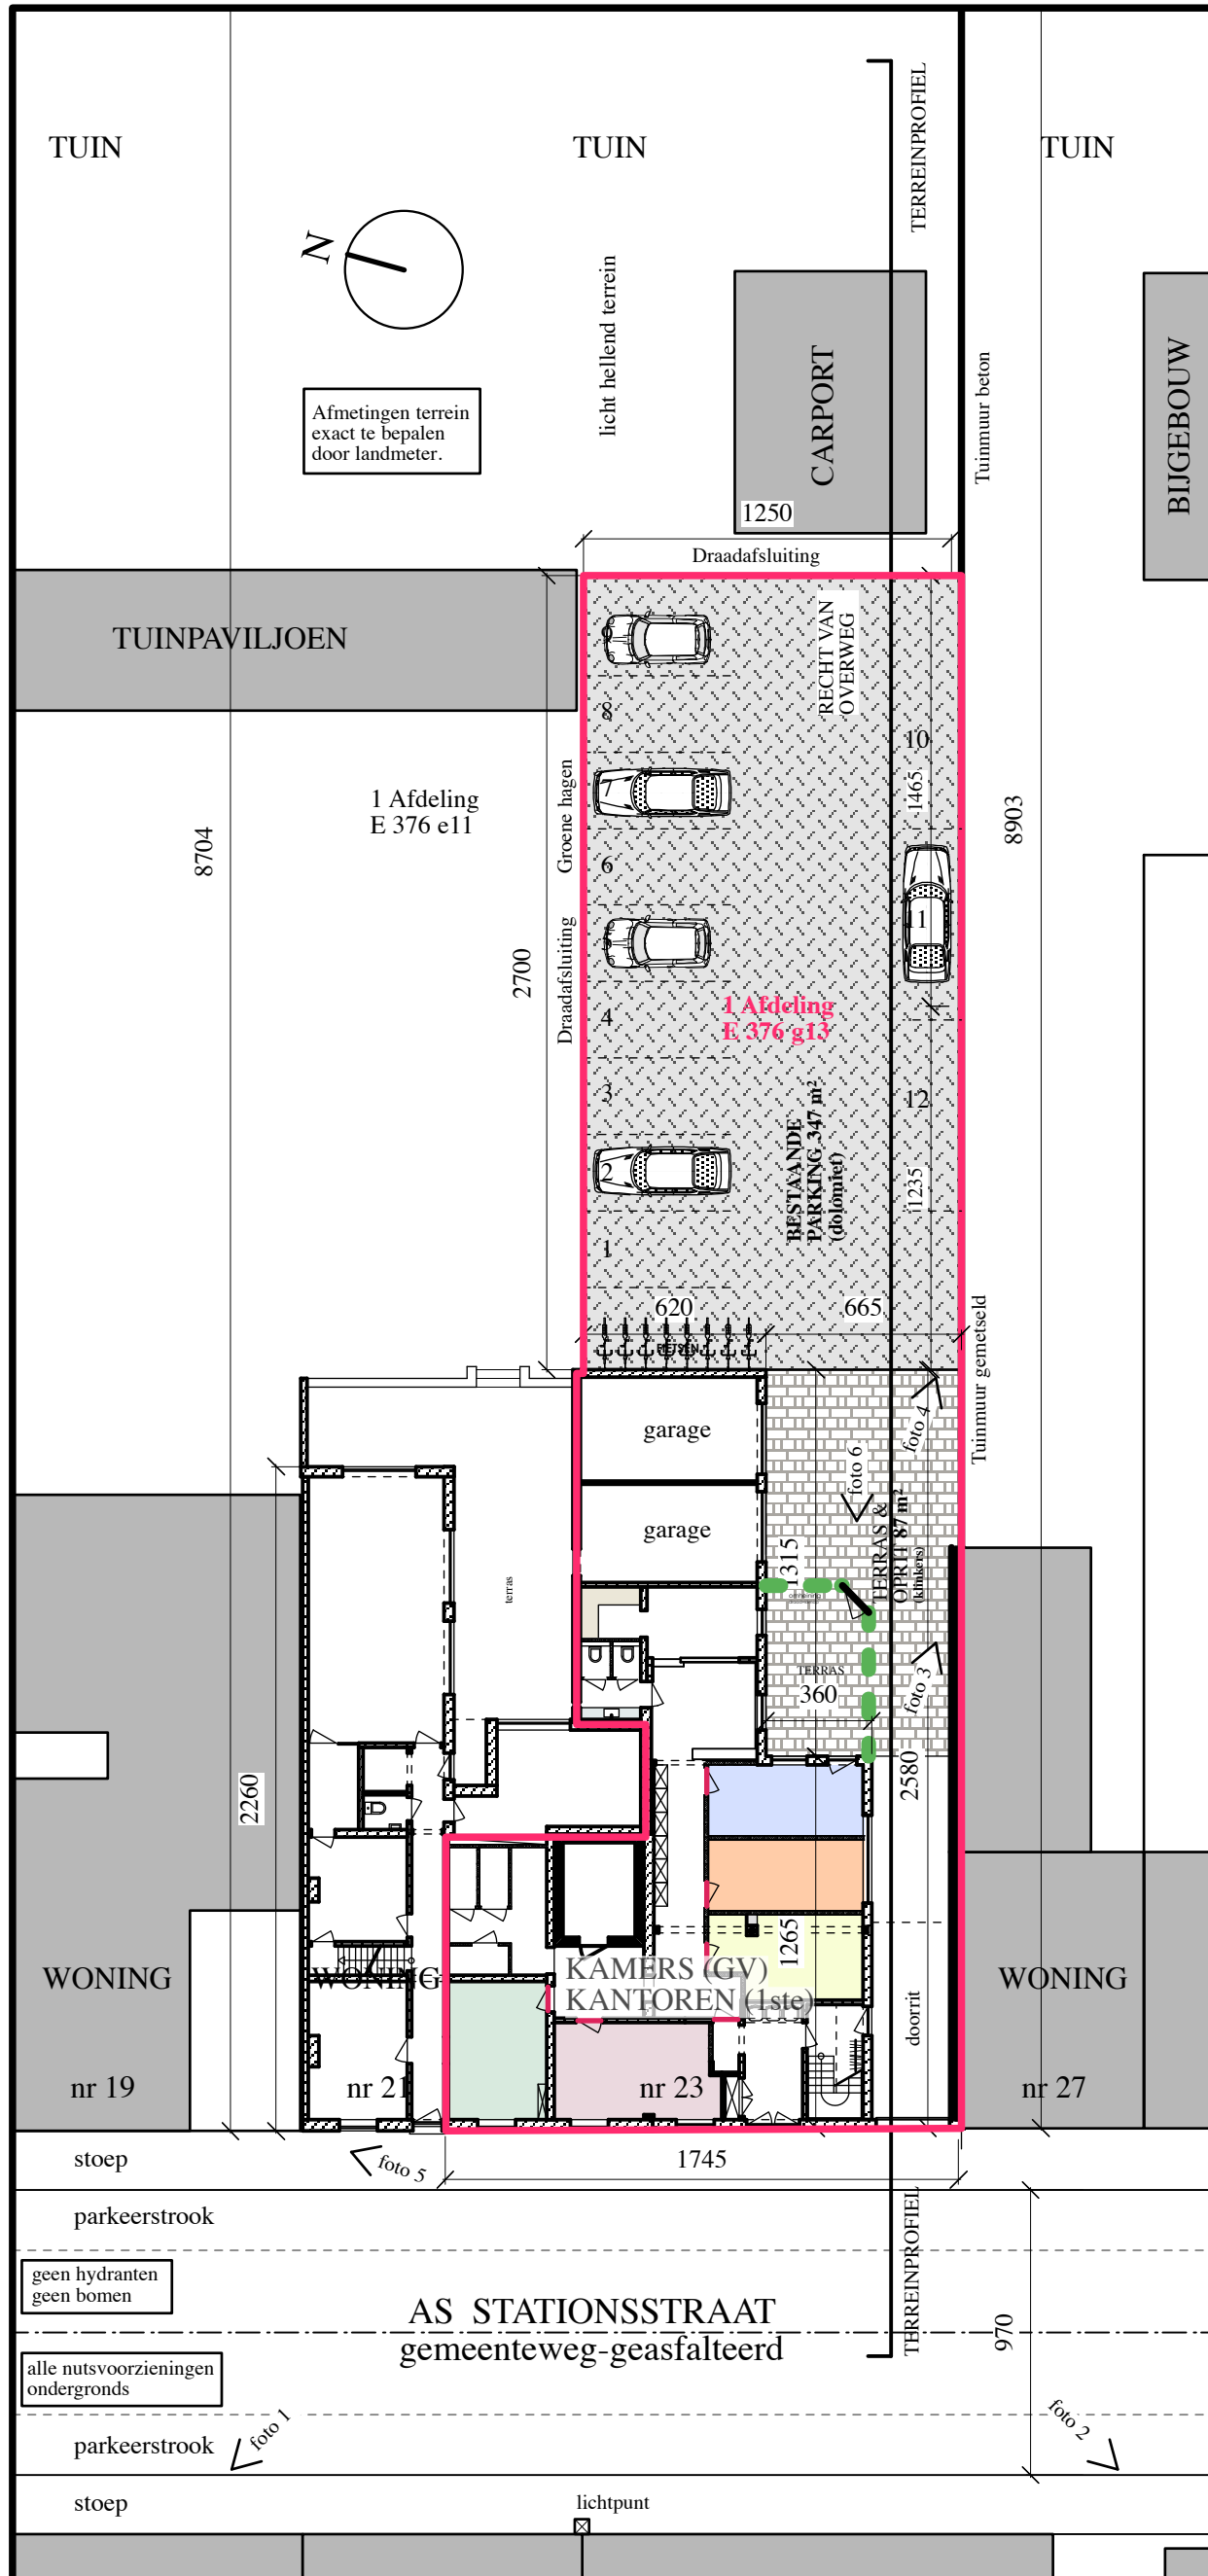 TUIN
TUIN
TUIN
TERREINPROFIEL
N
licht hellend terrein
CARPORT
Tuinmuur beton
BIJGEBOUW
Afmetingen terrein
exact te bepalen
door landmeter.
1250
Draadafsluiting
TUINPAVILJOEN
9
RECHT VAN
OVERWEG
8
10
1 Afdeling
E 376 e11
8704
Groene hagen
7
1465
8903
6
Draadafsluiting
2700
5
11
1 Afdeling
E 376 g13
4
3
12
BESTAANDE
PARKING 347 m²
(dolomiet)
2
1235
1
620
665
FIETSEN
Tuinmuur gemetseld
garage
foto 4
foto 6
garage
TERRAS &
OPRIT 87 m²
(klinkers)
1315
terras
TERRAS
360
foto 3
2260
2580
1265
KAMERS (GV)
KANTOREN (1ste)
WONING
WONING
WONING
doorrit
nr 19
nr 21
nr 23
nr 27
stoep
foto 5
1745
parkeerstrook
TERREINPROFIEL
geen hydranten
geen bomen
AS STATIONSSTRAAT
gemeenteweg-geasfalteerd
970
alle nutsvoorzieningen
ondergronds
foto 1
foto 2
parkeerstrook
stoep
lichtpunt